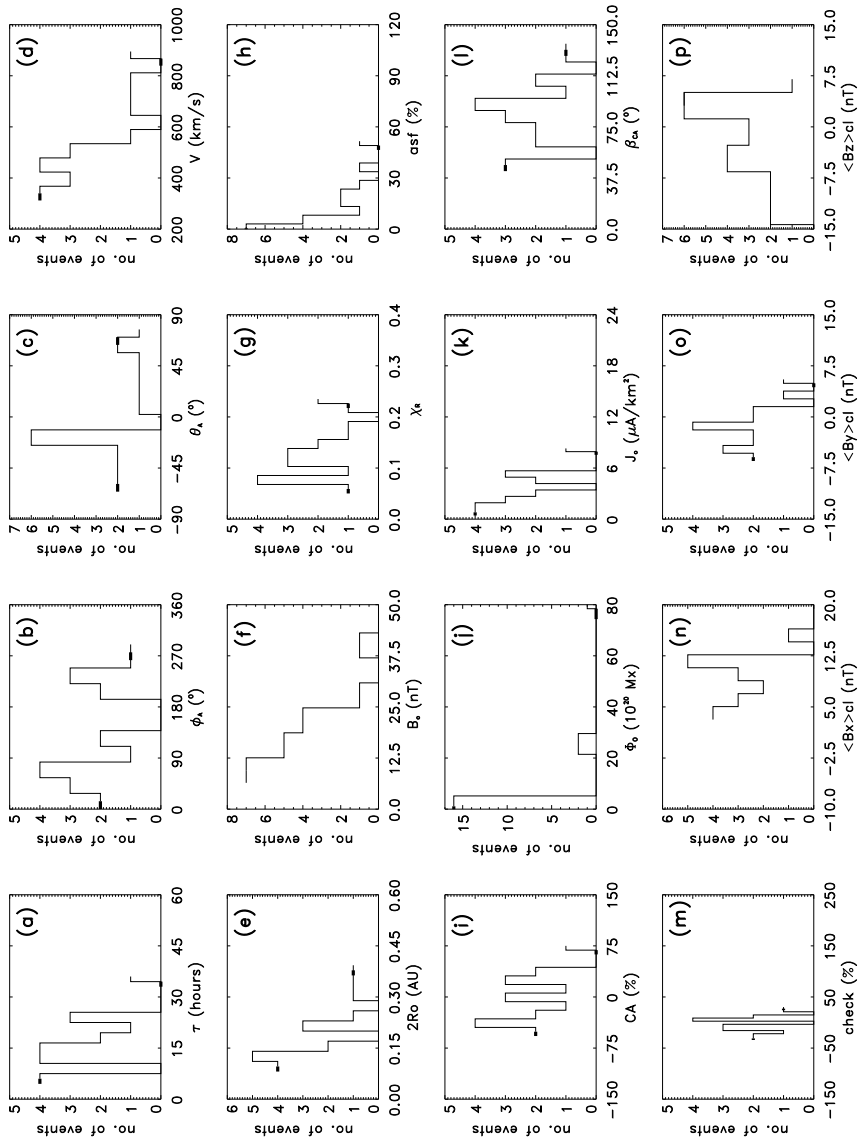 (a)
5
4
3
2
1
0
no. of events
0 15 30 45 60
τ (hours)
(b)
5
4
3
2
1
0
no. of events
0 90 180 270 360
ϕA (°)
(c)
7
6
5
4
3
2
1
0
no. of events
−90 −45 0 45 90
θA (°)
(d)
5
4
3
2
1
0
no. of events
200 400 600 800 1000
V (km/s)
(e)
6
5
4
3
2
1
0
no. of events
0.00 0.15 0.30 0.45 0.60
2Ro (AU)
(f)
8
6
4
2
0
no. of events
0.0 12.5 25.0 37.5 50.0
Bo (nT)
(g)
5
4
3
2
1
0
no. of events
0.0 0.1 0.2 0.3 0.4
χR
(h)
8
6
4
2
0
no. of events
0 30 60 90 120
asf (%)
(i)
5
4
3
2
1
0
no. of events
−150 −75 0 75 150
CA (%)
(j)
15
10
5
0
no. of events
0 20 40 60 80
Φo (10²⁰ Mx)
(k)
5
4
3
2
1
0
no. of events
0 6 12 18 24
Jo (μA/km²)
(l)
5
4
3
2
1
0
no. of events
0.0 37.5 75.0 112.5 150.0
βCA (°)
(m)
5
4
3
2
1
0
no. of events
−150 −50 50 150 250
check (%)
(n)
6
5
4
3
2
1
0
no. of events
−10.0 −2.5 5.0 12.5 20.0
<Bx>cl (nT)
(o)
5
4
3
2
1
0
no. of events
−15.0 −7.5 0.0 7.5 15.0
<By>cl (nT)
(p)
7
6
5
4
3
2
1
0
no. of events
−15.0 −7.5 0.0 7.5 15.0
<Bz>cl (nT)